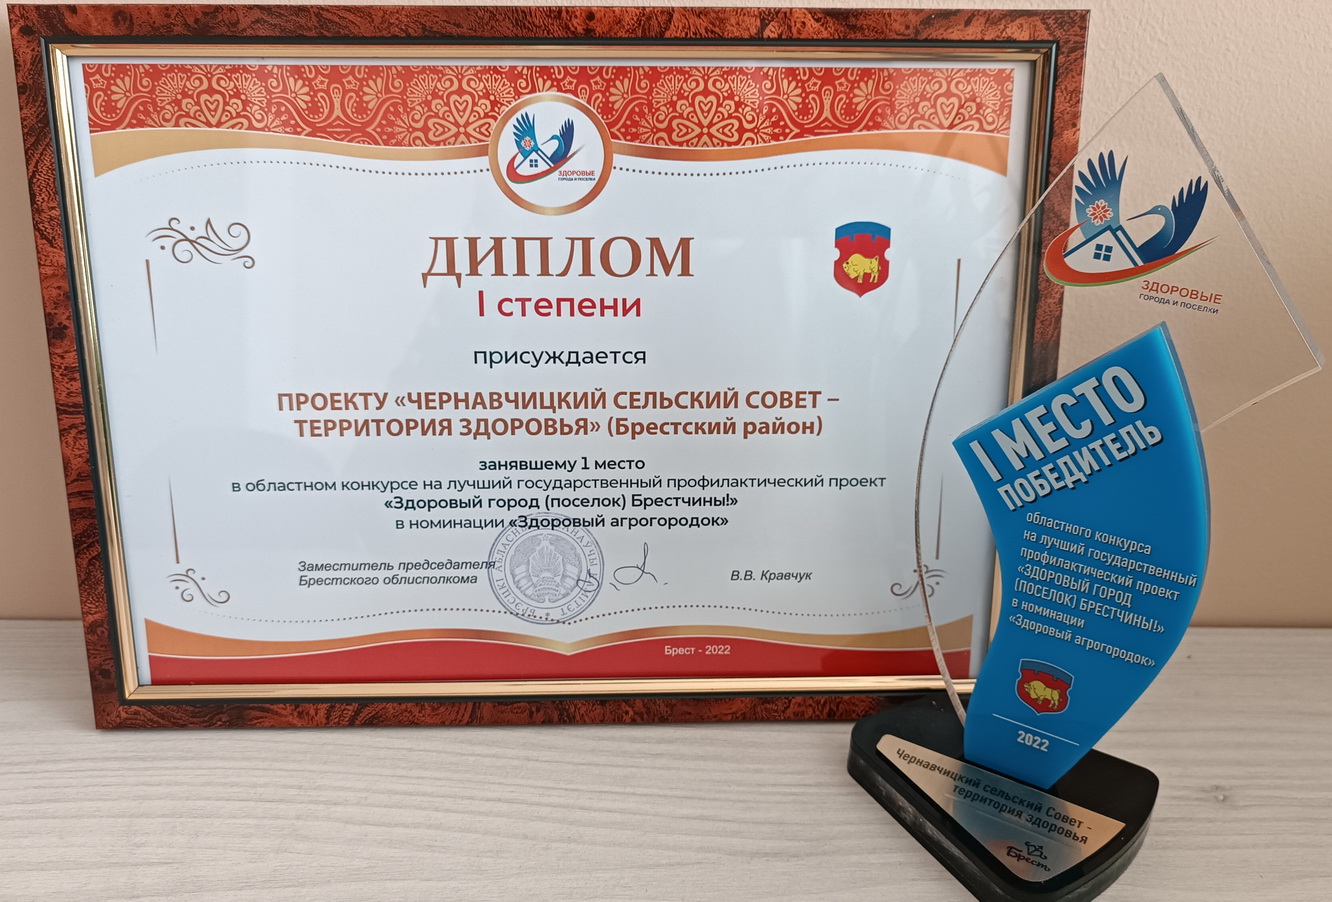 ЗДОРОВЫЕ
ГОРОДА И ПОСЕЛКИ
ДИПЛОМ
I степени
присуждается
ПРОЕКТУ «ЧЕРНАВЧИЦКИЙ СЕЛЬСКИЙ СОВЕТ –
ТЕРРИТОРИЯ ЗДОРОВЬЯ» (Брестский район)
занявшему 1 место
в областном конкурсе на лучший государственный профилактический проект
«Здоровый город (поселок) Брестчины!»
в номинации «Здоровый агрогородок»
Заместитель председателя
Брестского облисполкома
В.В. Кравчук
Брест - 2022
ЗДОРОВЫЕ
ГОРОДА И ПОСЕЛКИ
I МЕСТО
ПОБЕДИТЕЛЬ
областного конкурса
на лучший государственный
профилактический проект
«ЗДОРОВЫЙ ГОРОД
(ПОСЕЛОК) БРЕСТЧИНЫ!»
в номинации
«Здоровый агрогородок»
2022
Чернавчицкий сельский Совет -
территория здоровья
Брест